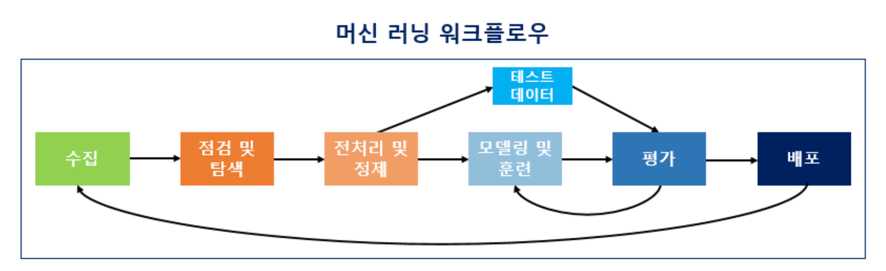 머신 러닝 워크플로우
테스트
데이터
수집
점검 및
탐색
전처리 및
정제
모델링 및
훈련
평가
배포